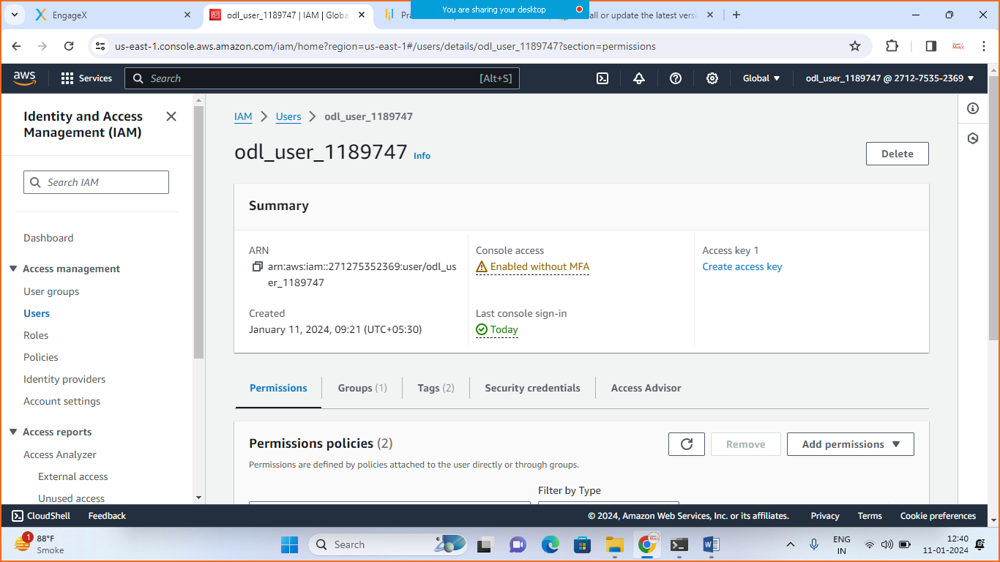 EngageX
odl_user_1189747 | IAM | Globa
You are sharing your desktop
all or update the latest versi
us-east-1.console.aws.amazon.com/iam/home?region=us-east-1#/users/details/odl_user_1189747?section=permissions
aws
Services
Search
[Alt+S]
Global
odl_user_1189747 @ 2712-7535-2369
Identity and Access
Management (IAM)
Search IAM
Dashboard
Access management
User groups
Users
Roles
Policies
Identity providers
Account settings
Access reports
Access Analyzer
External access
Unused access
IAM
Users
odl_user_1189747
odl_user_1189747 Info
Delete
Summary
ARN
arn:aws:iam::271275352369:user/odl_us
er_1189747
Created
January 11, 2024, 09:21 (UTC+05:30)
Console access
Enabled without MFA
Last console sign-in
Today
Access key 1
Create access key
Permissions
Groups (1)
Tags (2)
Security credentials
Access Advisor
Permissions policies (2)
Permissions are defined by policies attached to the user directly or through groups.
Remove
Add permissions
Filter by Type
CloudShell
Feedback
© 2024, Amazon Web Services, Inc. or its affiliates.
Privacy
Terms
Cookie preferences
1
88°F
Smoke
Search
ENG
IN
12:40
11-01-2024